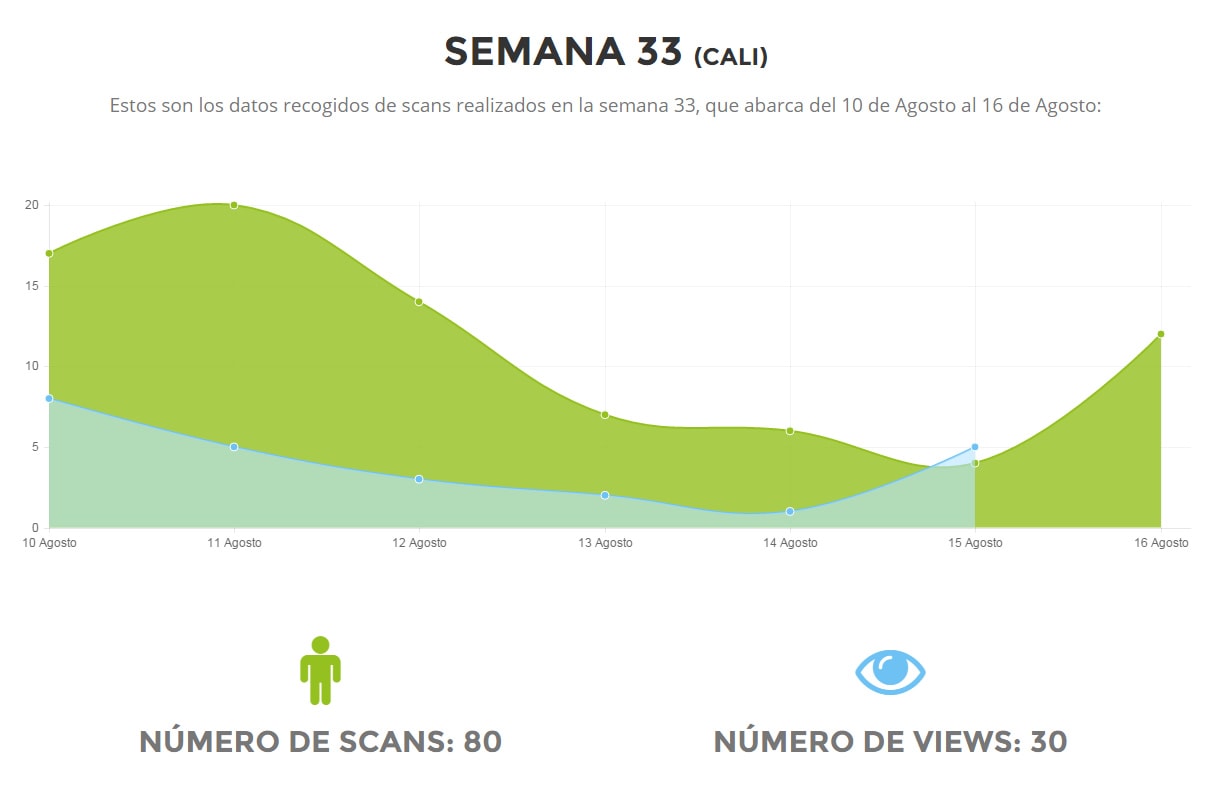 SEMANA 33 (CALI)
Estos son los datos recogidos de scans realizados en la semana 33, que abarca del 10 de Agosto al 16 de Agosto:
20
15
10
5
0
10 Agosto 11 Agosto 12 Agosto 13 Agosto 14 Agosto 15 Agosto 16 Agosto
NÚMERO DE SCANS: 80 NÚMERO DE VIEWS: 30